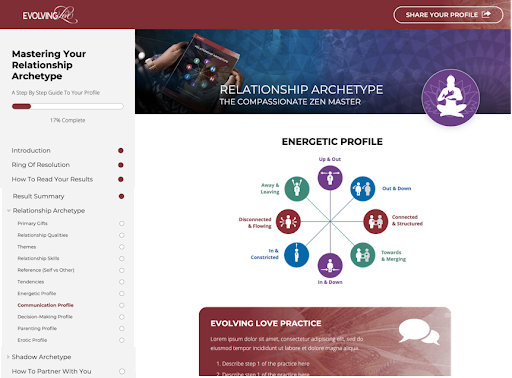 EVOLVING Love
SHARE YOUR PROFILE
Mastering Your
Relationship
Archetype
A Step By Step Guide To Your Profile
17% Complete
Introduction
Ring Of Resolution
How To Read Your Results
Result Summary
Relationship Archetype
Primary Gifts
Relationship Qualities
Themes
Relationship Skills
Reference (Self vs Other)
Tendencies
Energetic Profile
Communication Profile
Decision-Making Profile
Parenting Profile
Erotic Profile
Shadow Archetype
How To Partner With You
RELATIONSHIP ARCHETYPE
THE COMPASSIONATE ZEN MASTER
ENERGETIC PROFILE
Up & Out
Away &
Leaving
Out & Down
Disconnected
& Flowing
Connected
& Structured
In &
Constricted
Towards
& Merging
In & Down
EVOLVING LOVE PRACTICE
Lorem ipsum dolor sit amet, consectetur adipiscing elit, sed do
eiusmod tempor incididunt ut labore et dolore magna aliqua.
1. Describe step 1 of the practice here
2. Describe step 1 of the practice here